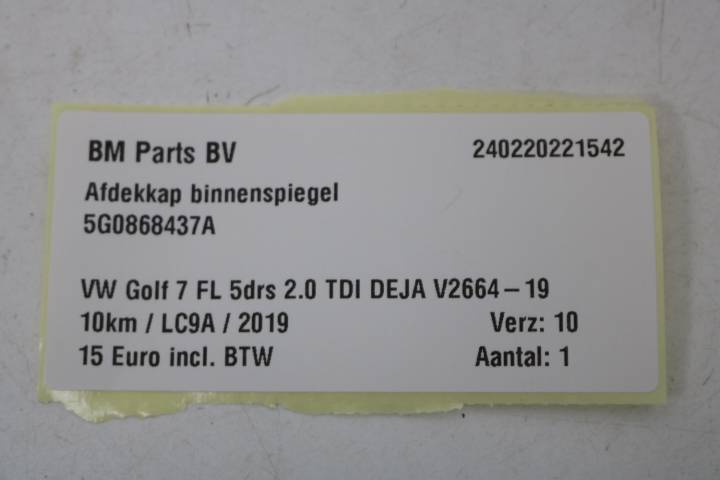 BM Parts BV 240220221542
Afdekkap binnenspiegel
5G0868437A
VW Golf 7 FL 5drs 2.0 TDI DEJA V2664-19
10km / LC9A / 2019 Verz: 10
15 Euro incl. BTW Aantal: 1